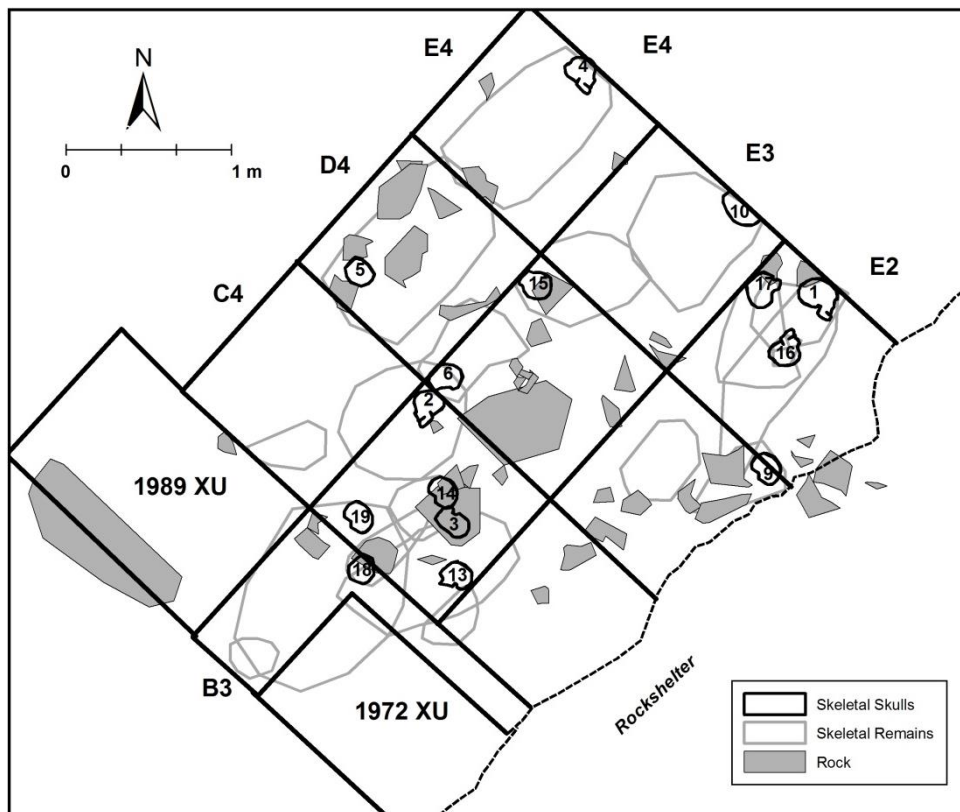 E4
E4
4
N
0
1 m
D4
E3
10
5
C4
15
17
1
E2
16
6
2
1989 XU
9
14
3
19
18
13
B3
1972 XU
Rockshelter
Skeletal Skulls
Skeletal Remains
Rock